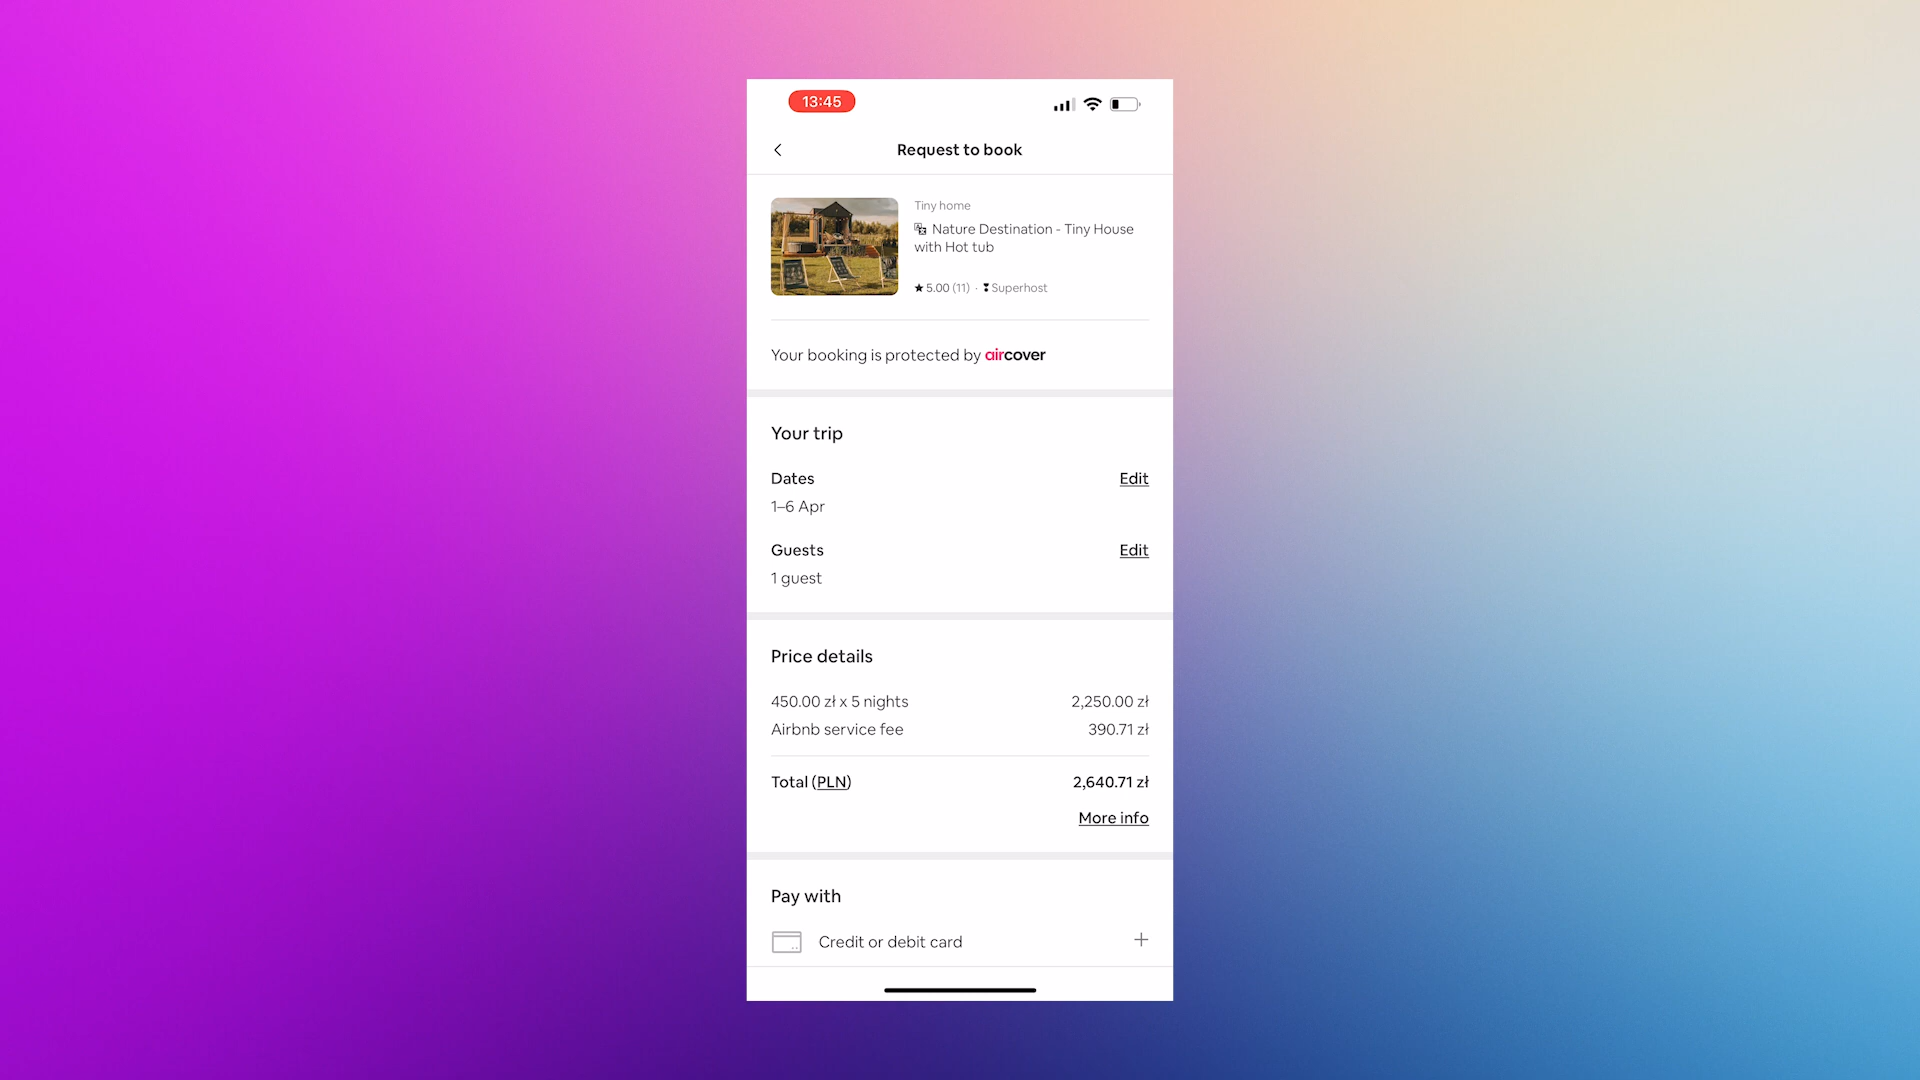 13:45
Request to book
Tiny home
Nature Destination - Tiny House
with Hot tub
5.00 (11) · Superhost
Your booking is protected by aircover
Your trip
Dates
Edit
1–6 Apr
Guests
Edit
1 guest
Price details
450.00 zł x 5 nights
2,250.00 zł
Airbnb service fee
390.71 zł
Total (PLN)
2,640.71 zł
More info
Pay with
Credit or debit card